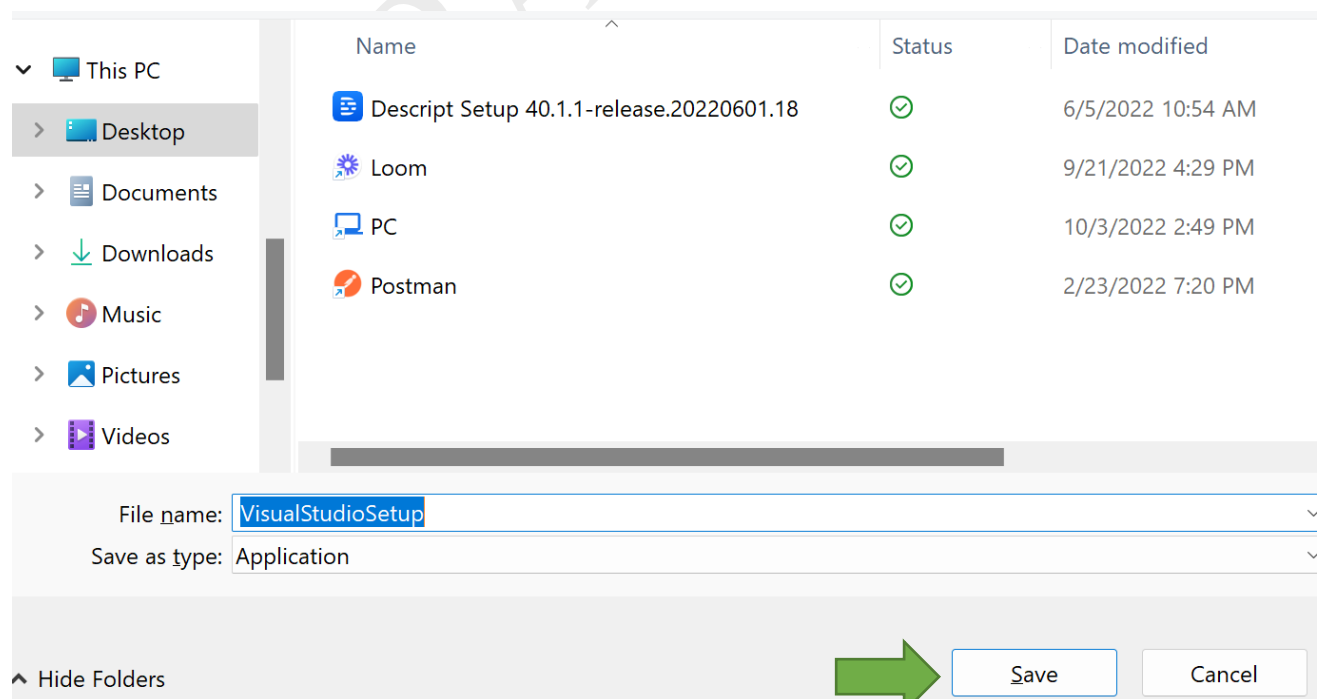 Name Status Date modified
This PC
Desktop
Documents
Downloads
Music
Pictures
Videos
Descript Setup 40.1.1-release.20220601.18 6/5/2022 10:54 AM
Loom 9/21/2022 4:29 PM
PC 10/3/2022 2:49 PM
Postman 2/23/2022 7:20 PM
File name: VisualStudioSetup
Save as type: Application
Hide Folders
Save Cancel